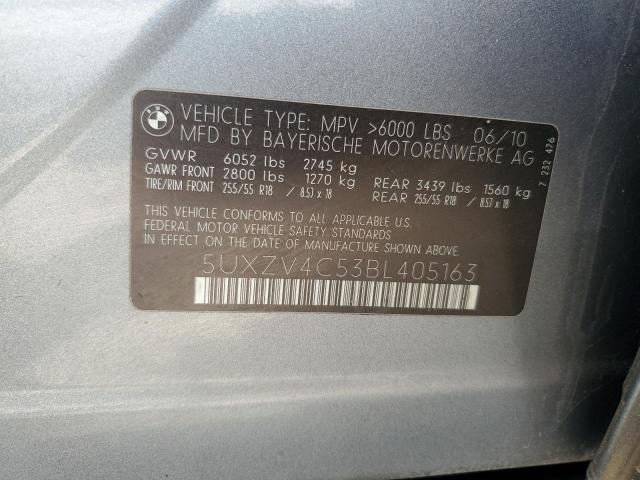 BMW
VEHICLE TYPE: MPV >6000 LBS 06/10
MFD BY BAYERISCHE MOTORENWERKE AG
GVWR 6052 lbs 2745 kg
GAWR FRONT 2800 lbs 1270 kg REAR 3439 lbs 1560 kg
TIRE/RIM FRONT 255/55 R18 / 8.5J x 18 REAR 255/55 R18 / 8.5J x 18
THIS VEHICLE CONFORMS TO ALL APPLICABLE U.S.
FEDERAL MOTOR VEHICLE SAFETY STANDARDS
IN EFFECT ON THE DATE OF MANUFACTURE SHOWN ABOVE.
5UXZV4C53BL405163
7 232 476